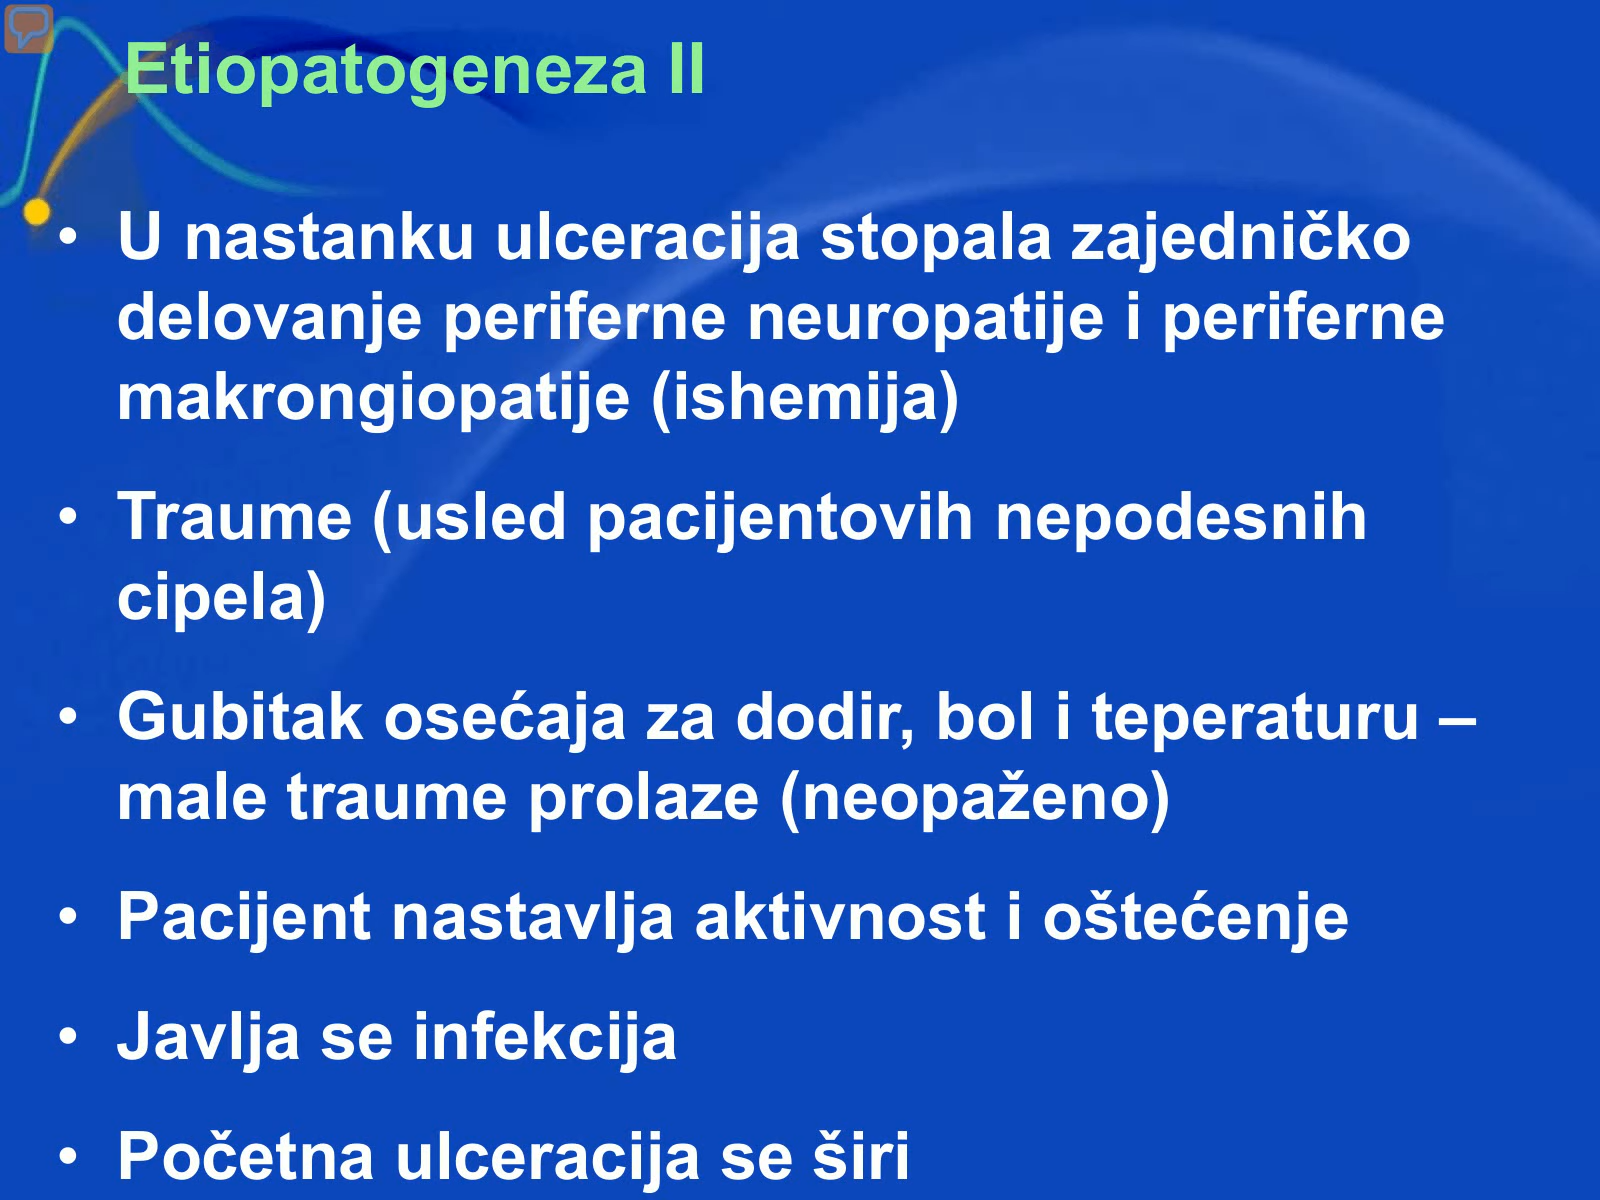 Etiopatogeneza II
• U nastanku ulceracija stopala zajedničko
delovanje periferne neuropatije i periferne
makrongiopatije (ishemija)
• Traume (usled pacijentovih nepodesnih
cipela)
• Gubitak osećaja za dodir, bol i teperaturu –
male traume prolaze (neopaženo)
• Pacijent nastavlja aktivnost i oštećenje
• Javlja se infekcija
• Početna ulceracija se širi